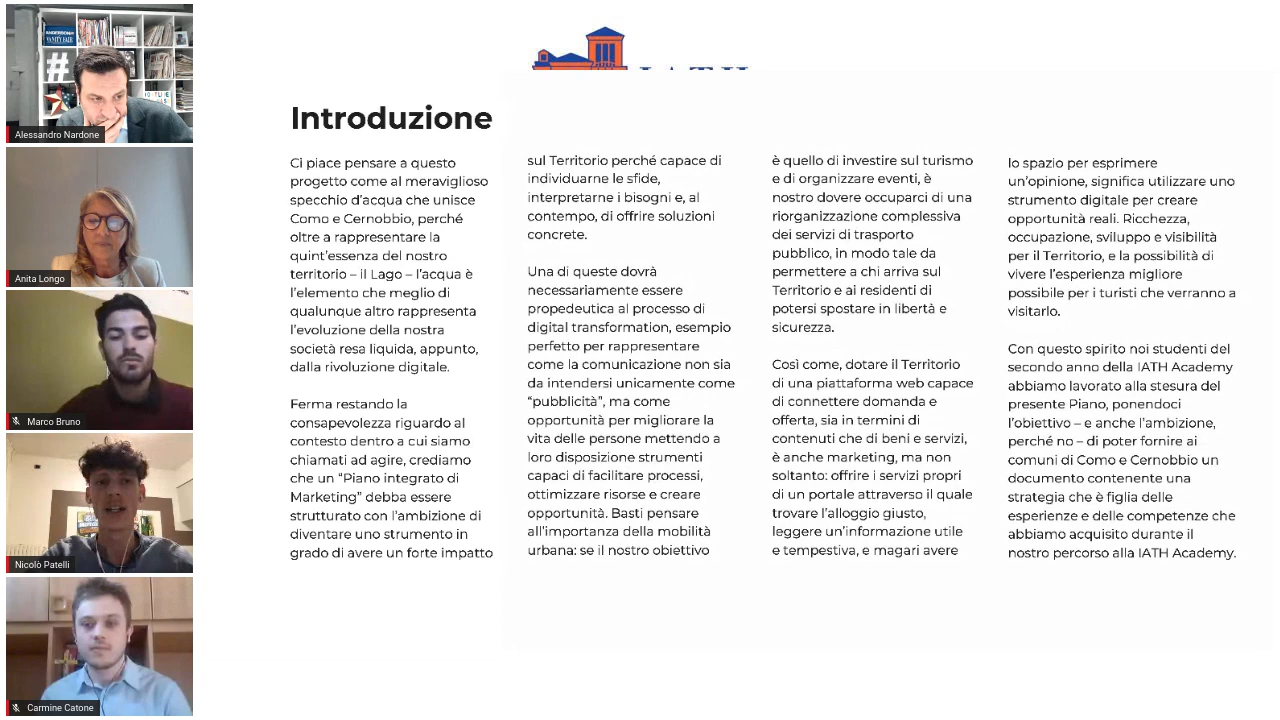 ANDERSON
VANITY FAIR
#
Alessandro Nardone
Anita Longo
Marco Bruno
Nicolò Patelli
Carmine Catone
IATH
Introduzione
Ci piace pensare a questo
progetto come al meraviglioso
specchio d’acqua che unisce
Como e Cernobbio, perché
oltre a rappresentare la
quint’essenza del nostro
territorio – il Lago – l’acqua è
l’elemento che meglio di
qualunque altro rappresenta
l’evoluzione della nostra
società resa liquida, appunto,
dalla rivoluzione digitale.
Ferma restando la
consapevolezza riguardo al
contesto dentro a cui siamo
chiamati ad agire, crediamo
che un “Piano integrato di
Marketing” debba essere
strutturato con l’ambizione di
diventare uno strumento in
grado di avere un forte impatto
sul Territorio perché capace di
individuarne le sfide,
interpretarne i bisogni e, al
contempo, di offrire soluzioni
concrete.
Una di queste dovrà
necessariamente essere
propedeutica al processo di
digital transformation, esempio
perfetto per rappresentare
come la comunicazione non sia
da intendersi unicamente come
“pubblicità”, ma come
opportunità per migliorare la
vita delle persone mettendo a
loro disposizione strumenti
capaci di facilitare processi,
ottimizzare risorse e creare
opportunità. Basti pensare
all’importanza della mobilità
urbana: se il nostro obiettivo
è quello di investire sul turismo
e di organizzare eventi, è
nostro dovere occuparci di una
riorganizzazione complessiva
dei servizi di trasporto
pubblico, in modo tale da
permettere a chi arriva sul
Territorio e ai residenti di
potersi spostare in libertà e
sicurezza.
Così come, dotare il Territorio
di una piattaforma web capace
di connettere domanda e
offerta, sia in termini di
contenuti che di beni e servizi,
è anche marketing, ma non
soltanto: offrire i servizi propri
di un portale attraverso il quale
trovare l’alloggio giusto,
leggere un’informazione utile
e tempestiva, e magari avere
lo spazio per esprimere
un’opinione, significa utilizzare uno
strumento digitale per creare
opportunità reali. Ricchezza,
occupazione, sviluppo e visibilità
per il Territorio, e la possibilità di
vivere l’esperienza migliore
possibile per i turisti che verranno a
visitarlo.
Con questo spirito noi studenti del
secondo anno della IATH Academy
abbiamo lavorato alla stesura del
presente Piano, ponendoci
l’obiettivo – e anche l’ambizione,
perché no – di poter fornire ai
comuni di Como e Cernobbio un
documento contenente una
strategia che è figlia delle
esperienze e delle competenze che
abbiamo acquisito durante il
nostro percorso alla IATH Academy.